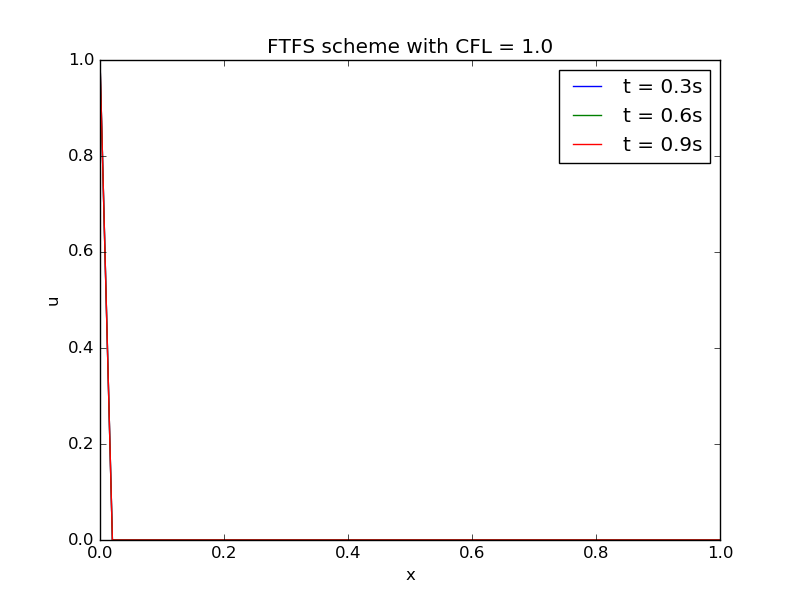 FTFS scheme with CFL = 1.0
1.0
0.8
0.6
0.4
0.2
0.0
u
t = 0.3s
t = 0.6s
t = 0.9s
0.0 0.2 0.4 0.6 0.8 1.0
x